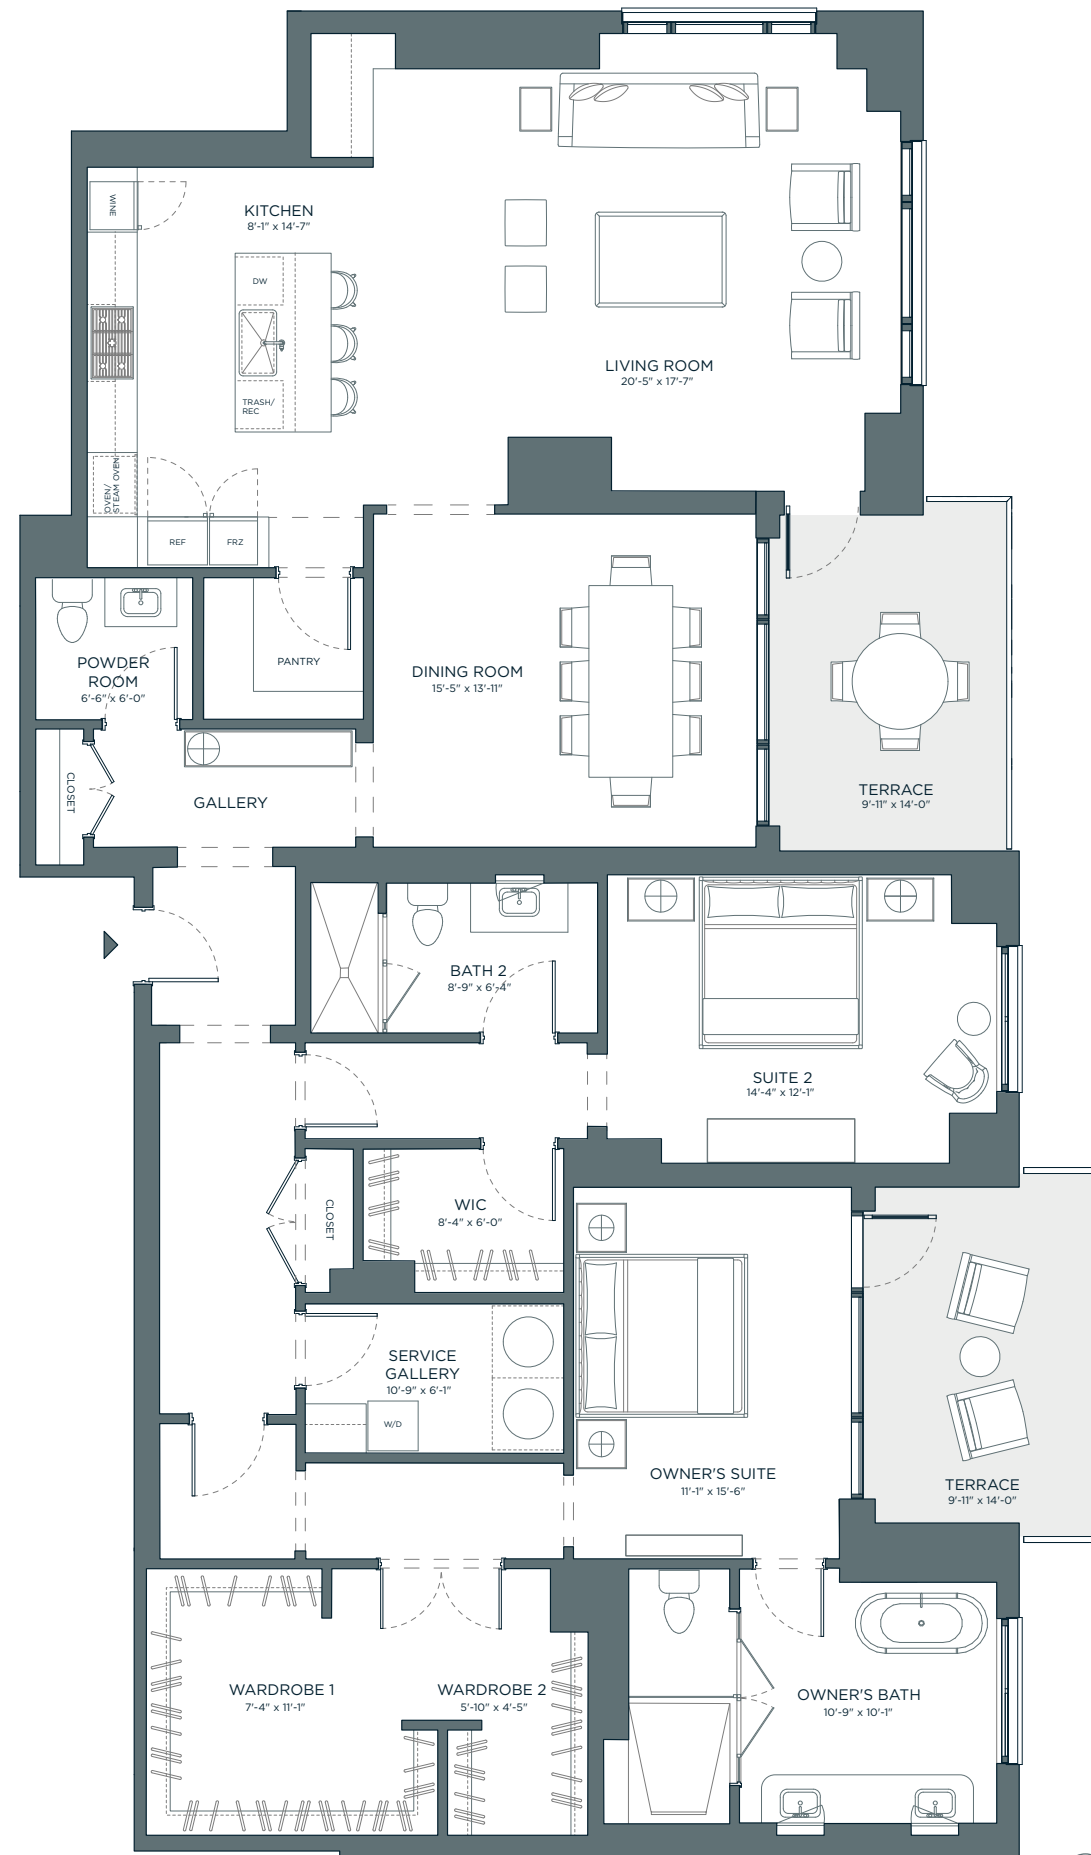 WINE
KITCHEN
8'-1" x 14'-7"
DW
TRASH/
REC
LIVING ROOM
20'-5" x 17'-7"
OVEN/
STEAM OVEN
REF
FRZ
POWDER
ROOM
6'-6" x 6'-0"
PANTRY
DINING ROOM
15'-5" x 13'-11"
CLOSET
GALLERY
TERRACE
9'-11" x 14'-0"
BATH 2
8'-9" x 6'-4"
SUITE 2
14'-4" x 12'-1"
CLOSET
WIC
8'-4" x 6'-0"
SERVICE
GALLERY
10'-9" x 6'-1"
W/D
OWNER'S SUITE
11'-1" x 15'-6"
TERRACE
9'-11" x 14'-0"
WARDROBE 1
7'-4" x 11'-1"
WARDROBE 2
5'-10" x 4'-5"
OWNER'S BATH
10'-9" x 10'-1"